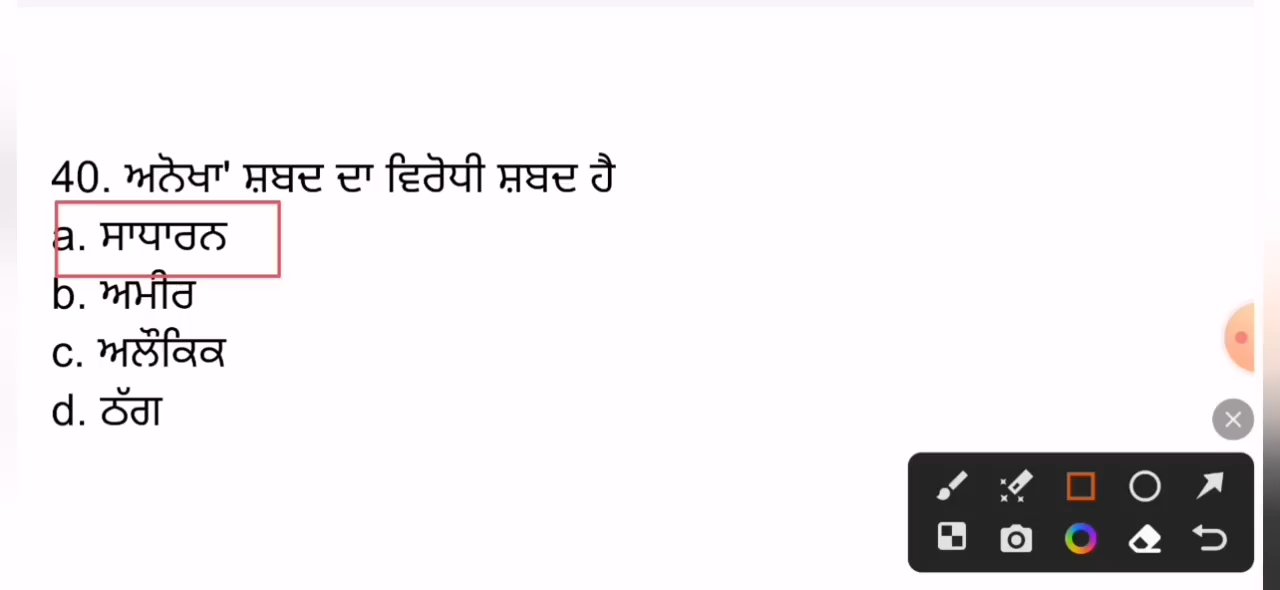 40. ਅਨੋਖਾ' ਸ਼ਬਦ ਦਾ ਵਿਰੋਧੀ ਸ਼ਬਦ ਹੈ
a. ਸਾਧਾਰਨ
b. ਅਮੀਰ
c. ਅਲੌਕਿਕ
d. ਠੱਗ